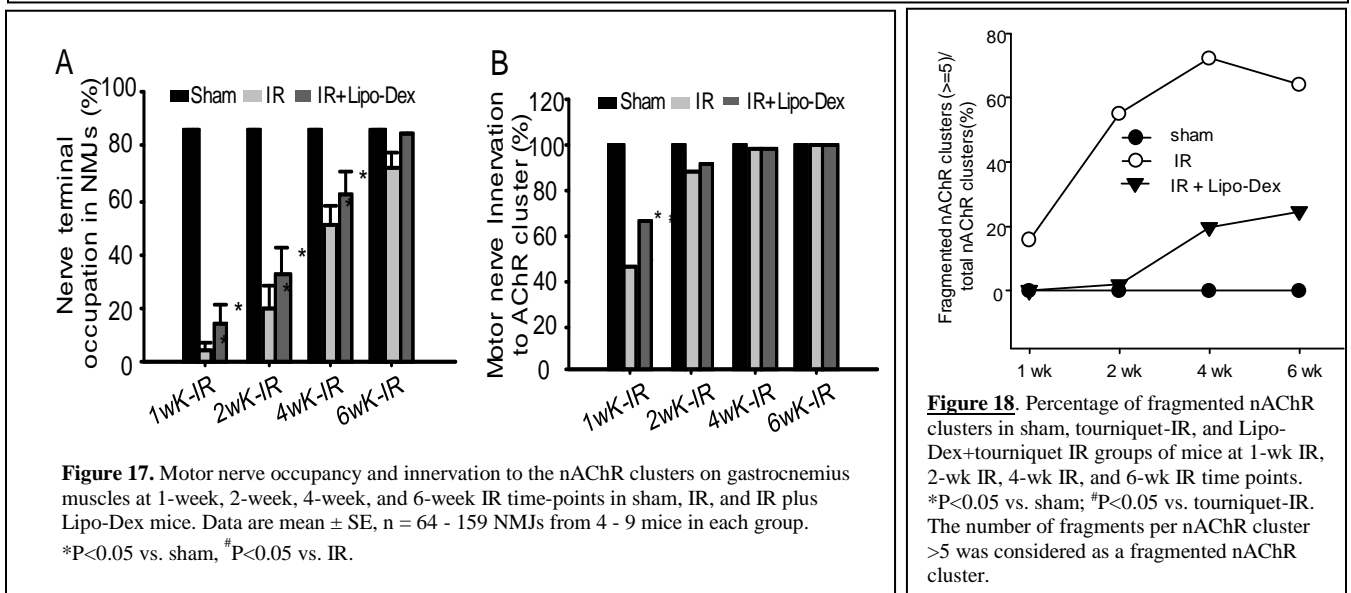 A
Nerve terminal
occupation in NMUs (%)
100
80
60
40
20
0
Sham IR IR+Lipo-Dex
*
*
*
*
*
*
1wK-IR
2wK-IR
4wK-IR
6wK-IR
B
Motor nerve Innervation
to AChR cluster (%)
120
100
80
60
40
20
0
Sham IR IR+Lipo-Dex
*
1wK-IR
2wK-IR
4wK-IR
6wK-IR
Figure 17. Motor nerve occupancy and innervation to the nAChR clusters on gastrocnemius
muscles at 1-week, 2-week, 4-week, and 6-week IR time-points in sham, IR, and IR plus
Lipo-Dex mice. Data are mean ± SE, n = 64 - 159 NMJs from 4 - 9 mice in each group.
*P<0.05 vs. sham, #P<0.05 vs. IR.
Fragmented nAChR clusters (>=5)/
total nAChR clusters(%)
80
60
40
20
0
sham
IR
IR + Lipo-Dex
1 wk
2 wk
4 wk
6 wk
Figure 18. Percentage of fragmented nAChR
clusters in sham, tourniquet-IR, and Lipo-
Dex+tourniquet IR groups of mice at 1-wk IR,
2-wk IR, 4-wk IR, and 6-wk IR time points.
*P<0.05 vs. sham; #P<0.05 vs. tourniquet-IR.
The number of fragments per nAChR cluster
>5 was considered as a fragmented nAChR
cluster.